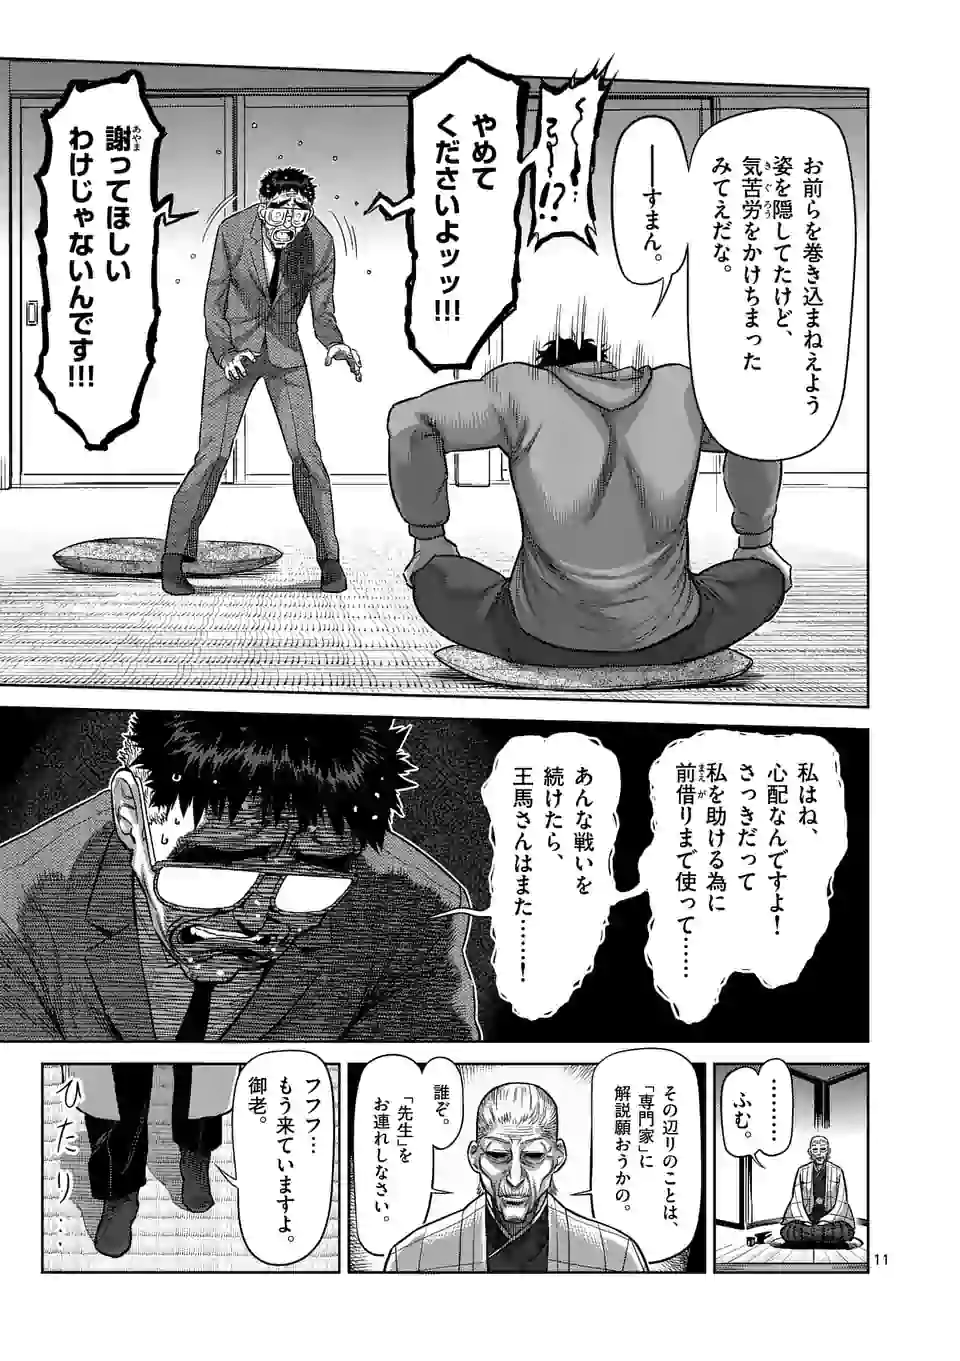 お前らを巻き込まねえよう
姿を隠してたけど、
気苦労をかけちまった
みてえだな。
――すまん。
〜〜っ!?
やめて
くださいよッッ!!!
謝ってほしい
わけじゃないんです!!!
私はね、
心配なんですよ!
さっきだって
私を助ける為に
前借りまで使って……
あんな戦いを
続けたら、
王馬さんはまた………!
………
ふむ。
その辺りのことは、
「専門家」に
解説願おうかの。
誰ぞ。
「先生」を
お連れしなさい。
フフフ…
もう来ていますよ。
御老。
ひたり…
11